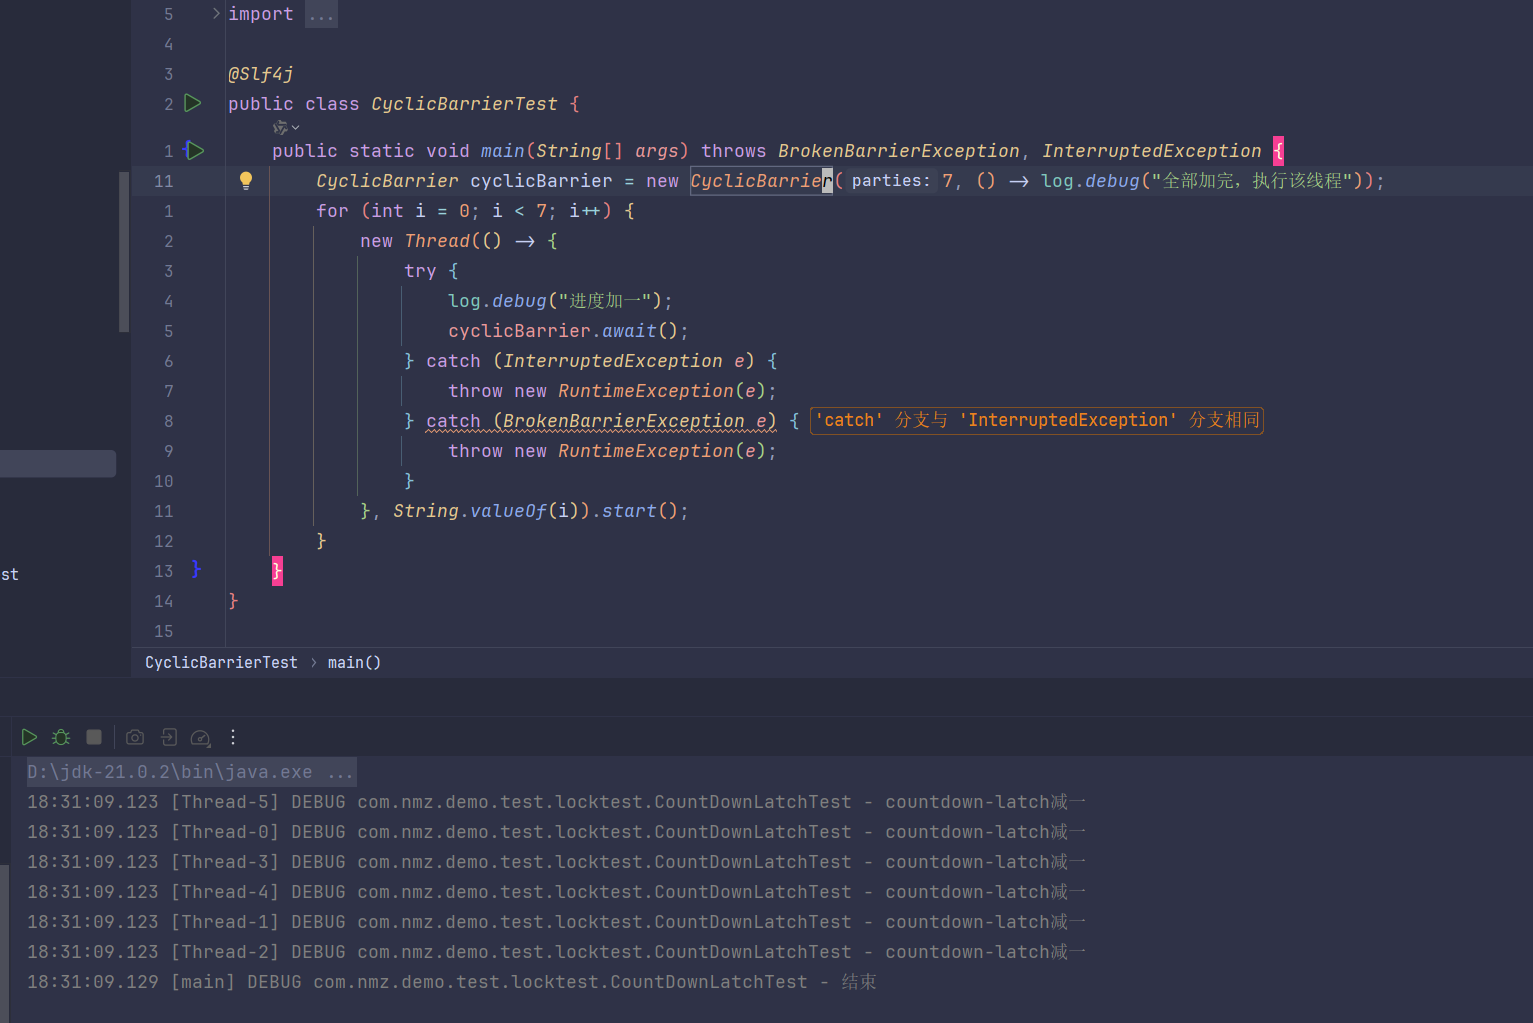 5 import ...
4
3 @Slf4j
2 public class CyclicBarrierTest {
1 public static void main(String[] args) throws BrokenBarrierException, InterruptedException {
11 CyclicBarrier cyclicBarrier = new CyclicBarrier( parties: 7, () -> log.debug("全部加完，执行该线程"));
1 for (int i = 0; i < 7; i++) {
2 new Thread(() -> {
3 try {
4 log.debug("进度加一");
5 cyclicBarrier.await();
6 } catch (InterruptedException e) {
7 throw new RuntimeException(e);
8 } catch (BrokenBarrierException e) { 'catch' 分支与 'InterruptedException' 分支相同
9 throw new RuntimeException(e);
10 }
11 }, String.valueOf(i)).start();
12 }
st
13 } }
14 }
15
CyclicBarrierTest > main()
D:\jdk-21.0.2\bin\java.exe ...
18:31:09.123 [Thread-5] DEBUG com.nmz.demo.test.locktest.CountDownLatchTest - countdown-latch减一
18:31:09.123 [Thread-0] DEBUG com.nmz.demo.test.locktest.CountDownLatchTest - countdown-latch减一
18:31:09.123 [Thread-3] DEBUG com.nmz.demo.test.locktest.CountDownLatchTest - countdown-latch减一
18:31:09.123 [Thread-4] DEBUG com.nmz.demo.test.locktest.CountDownLatchTest - countdown-latch减一
18:31:09.123 [Thread-1] DEBUG com.nmz.demo.test.locktest.CountDownLatchTest - countdown-latch减一
18:31:09.123 [Thread-2] DEBUG com.nmz.demo.test.locktest.CountDownLatchTest - countdown-latch减一
18:31:09.129 [main] DEBUG com.nmz.demo.test.locktest.CountDownLatchTest - 结束